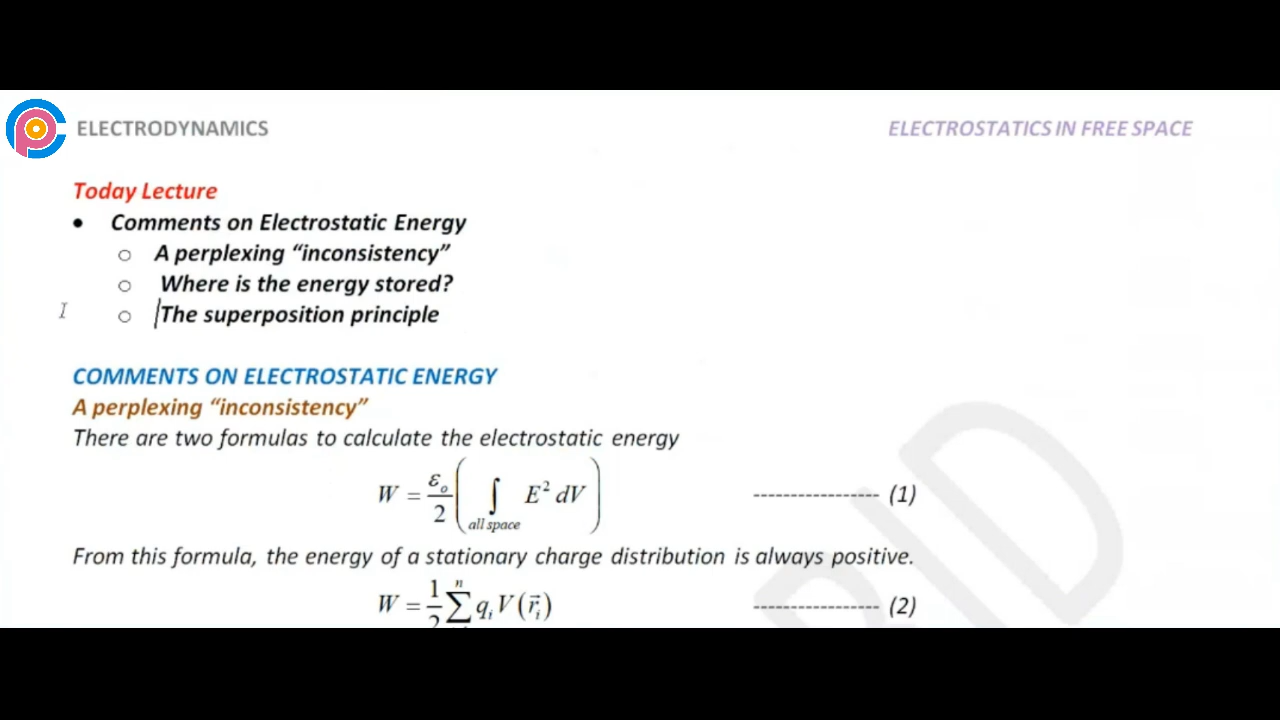 ELECTRODYNAMICS
ELECTROSTATICS IN FREE SPACE
Today Lecture
• Comments on Electrostatic Energy
o A perplexing “inconsistency”
o Where is the energy stored?
o The superposition principle
COMMENTS ON ELECTROSTATIC ENERGY
A perplexing “inconsistency”
There are two formulas to calculate the electrostatic energy
W = ε₀/2 ( ∫ all space E² dV ) ----------------- (1)
From this formula, the energy of a stationary charge distribution is always positive.
W = 1/2 ∑ⁿ qᵢ V(r⃗ᵢ) ----------------- (2)